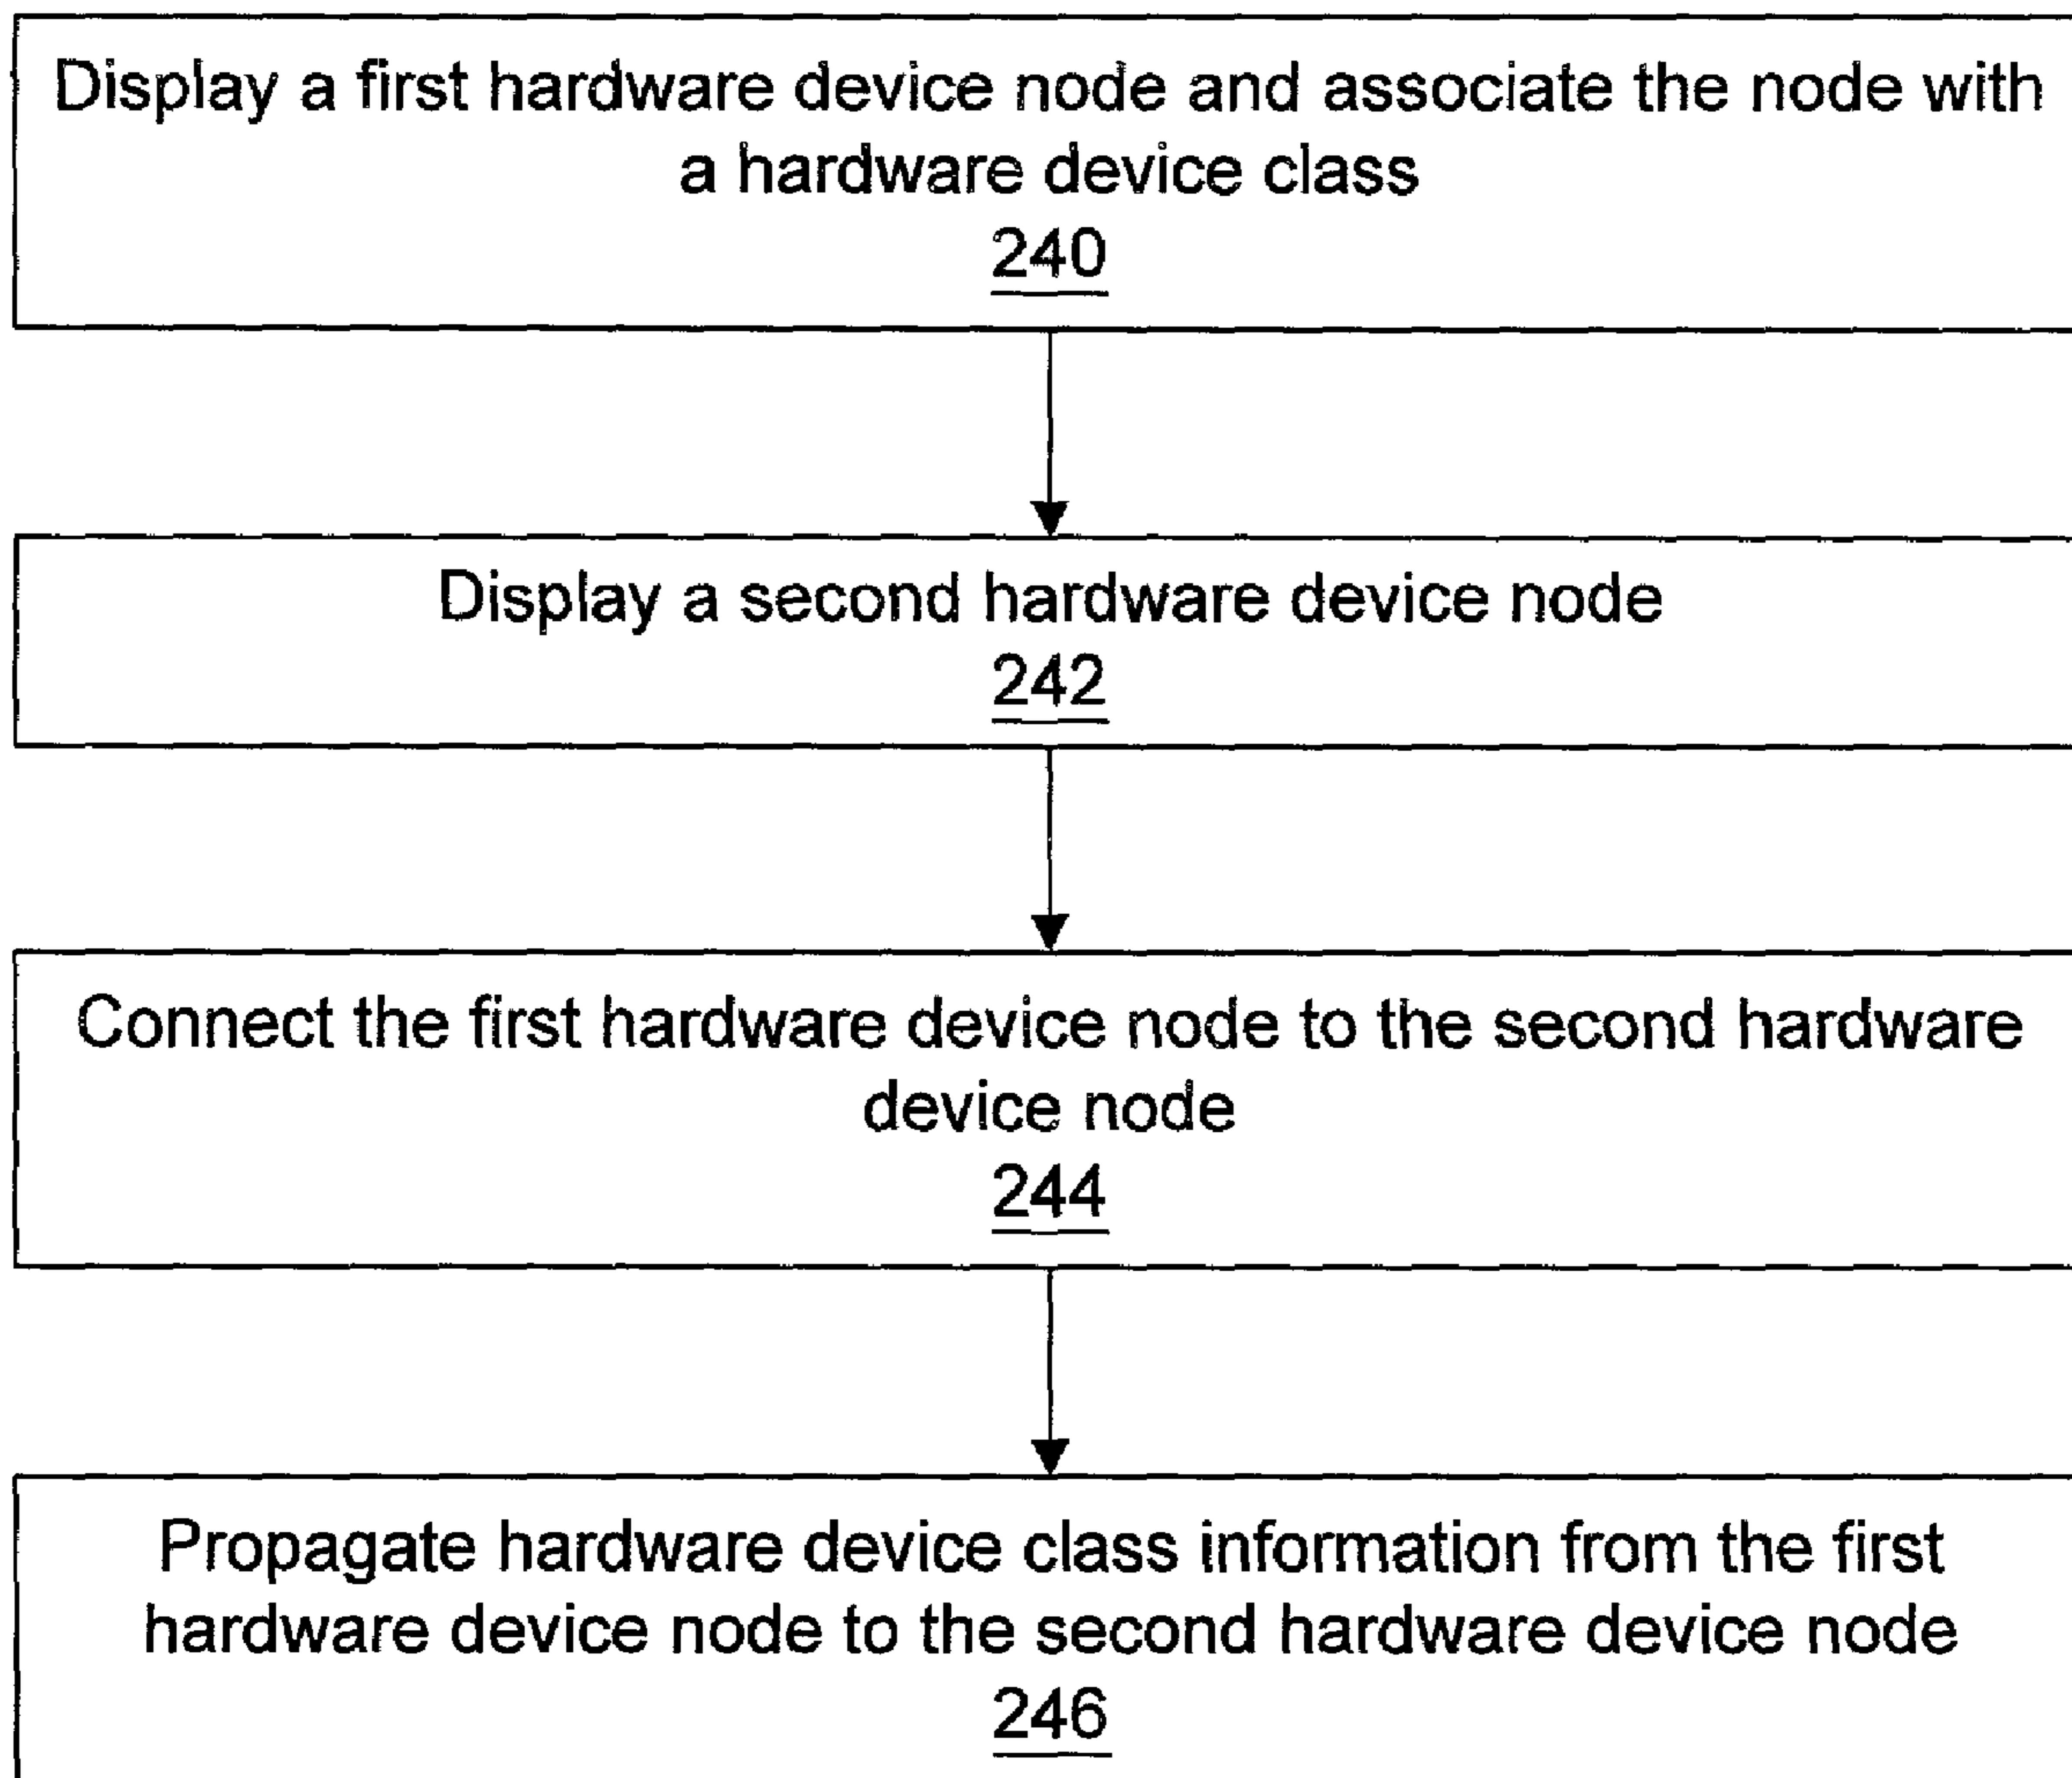 Display a first hardware device node and associate the node with
a hardware device class
240
Display a second hardware device node
242
Connect the first hardware device node to the second hardware
device node
244
Propagate hardware device class information from the first
hardware device node to the second hardware device node
246